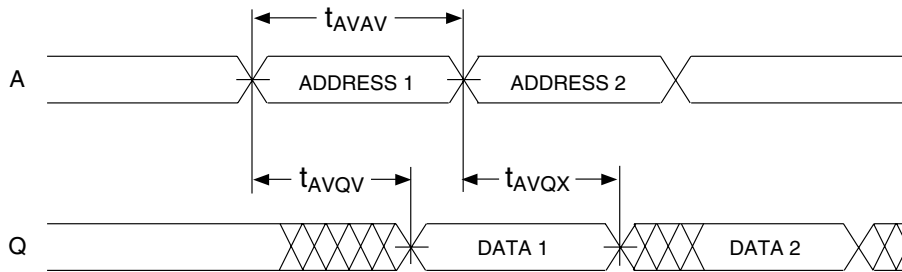 tAVAV
A
ADDRESS 1
ADDRESS 2
tAVQV
tAVQX
Q
DATA 1
DATA 2